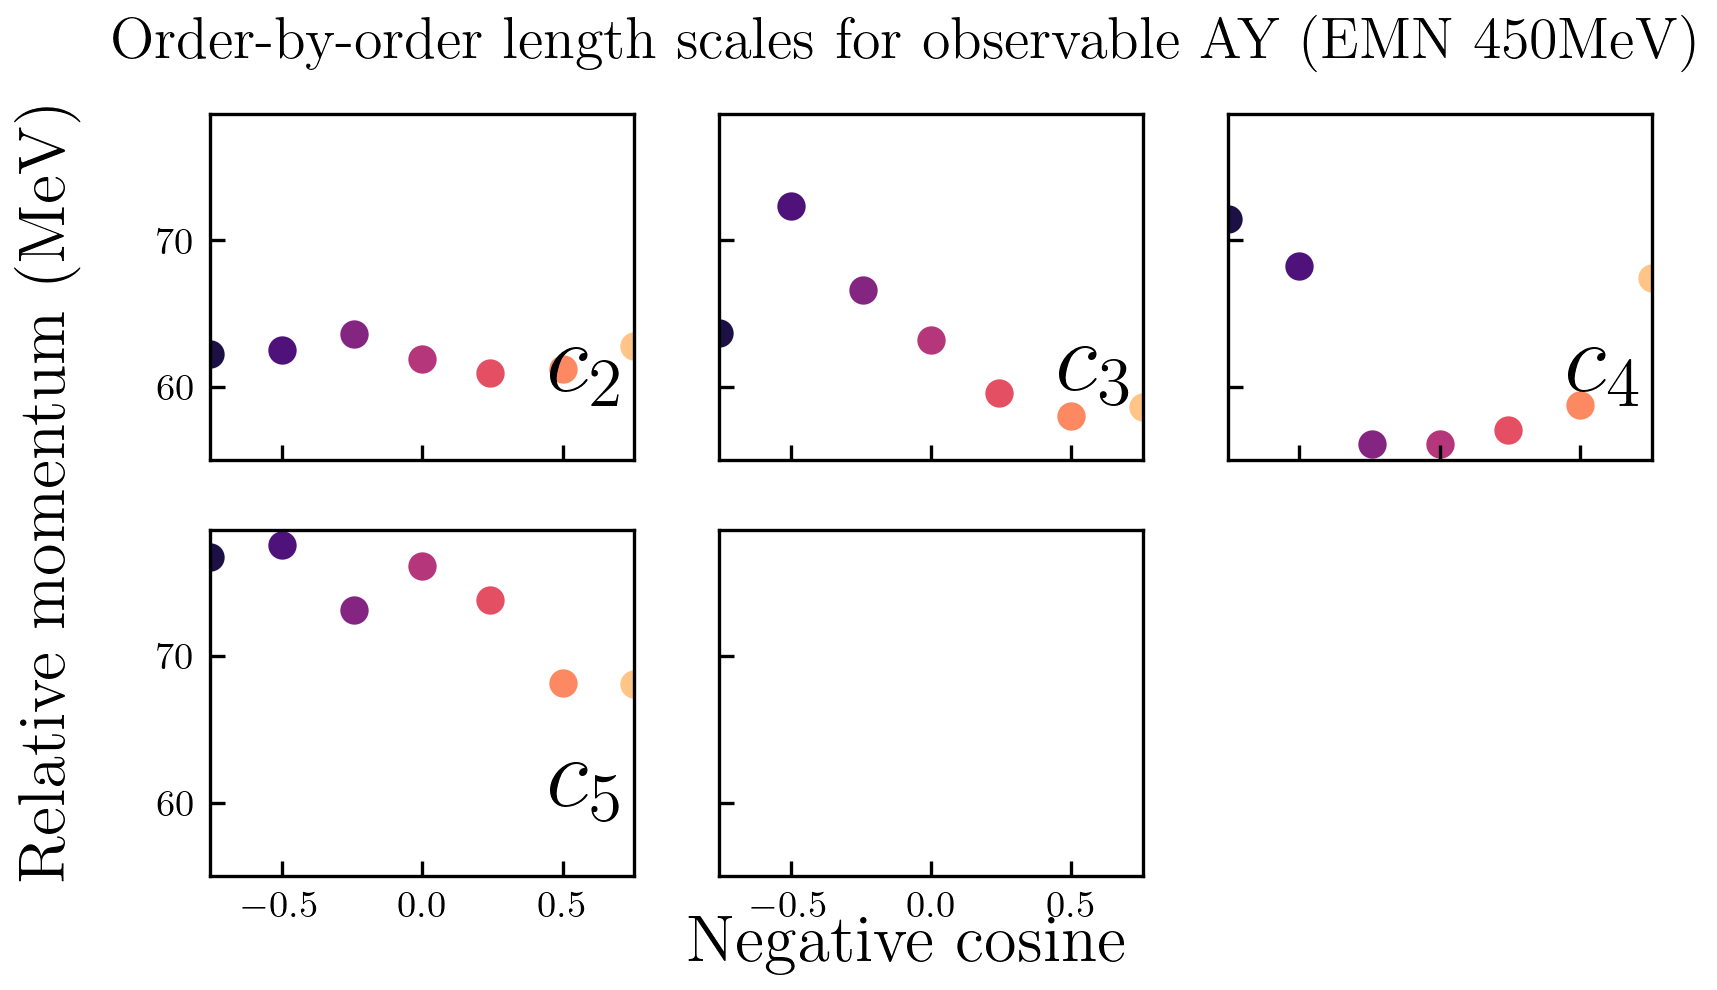 Order-by-order length scales for observable AY (EMN 450MeV)
Relative momentum (MeV)
70
60
c2
c3
c4
70
60
c5
−0.5 0.0 0.5
−0.5 0.0 0.5
Negative cosine